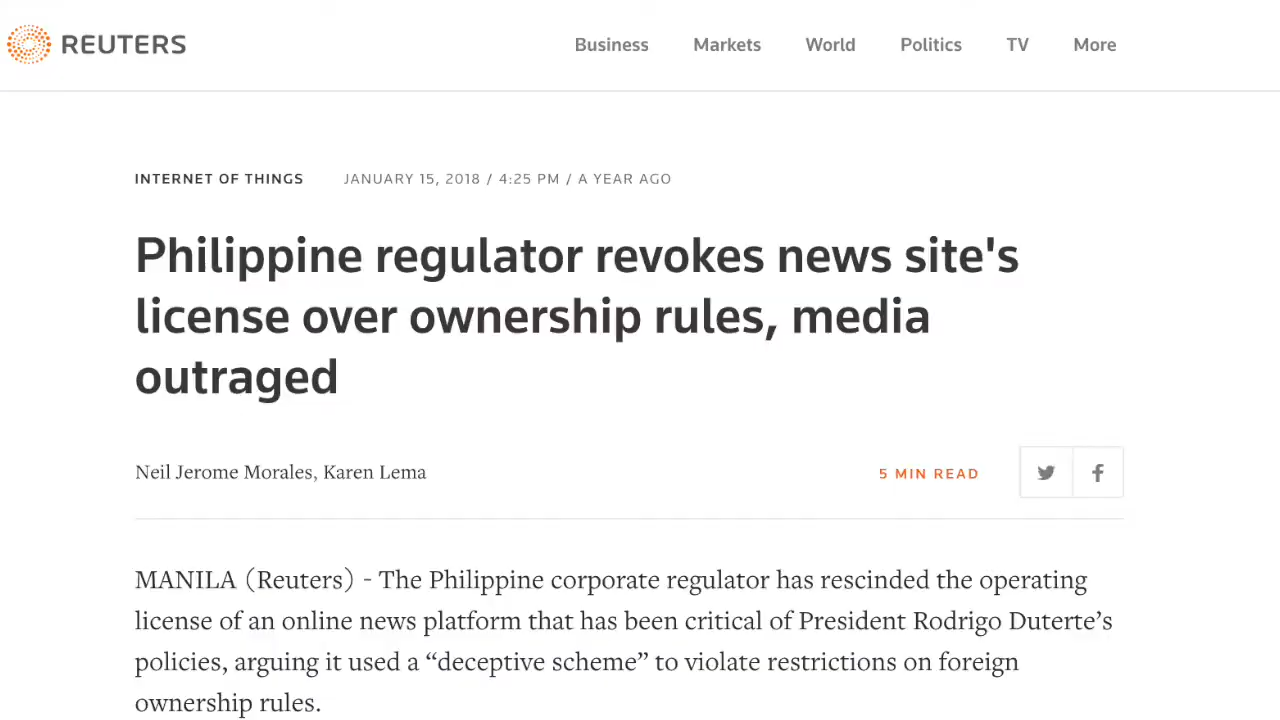 REUTERS
Business Markets World Politics TV More
INTERNET OF THINGS JANUARY 15, 2018 / 4:25 PM / A YEAR AGO
Philippine regulator revokes news site's
license over ownership rules, media
outraged
Neil Jerome Morales, Karen Lema
5 MIN READ
MANILA (Reuters) - The Philippine corporate regulator has rescinded the operating
license of an online news platform that has been critical of President Rodrigo Duterte’s
policies, arguing it used a “deceptive scheme” to violate restrictions on foreign
ownership rules.